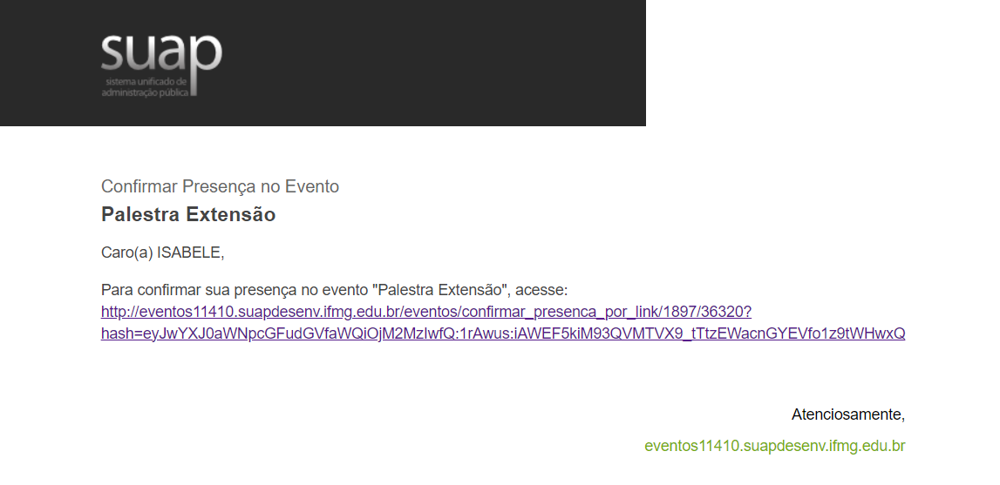 suap
sistema unificado de
administração pública
Confirmar Presença no Evento
Palestra Extensão
Caro(a) ISABELE,
Para confirmar sua presença no evento "Palestra Extensão", acesse:
http://eventos11410.suapdesenv.ifmg.edu.br/eventos/confirmar_presenca_por_link/1897/36320?
hash=eyJwYXJ0aWNpcGFudGVfaWQiOjM2MzIwfQ:1rAwus:iAWEF5kiM93QVMTVX9_tTtzEWacnGYEVfo1z9tWHwxQ
Atenciosamente,
eventos11410.suapdesenv.ifmg.edu.br